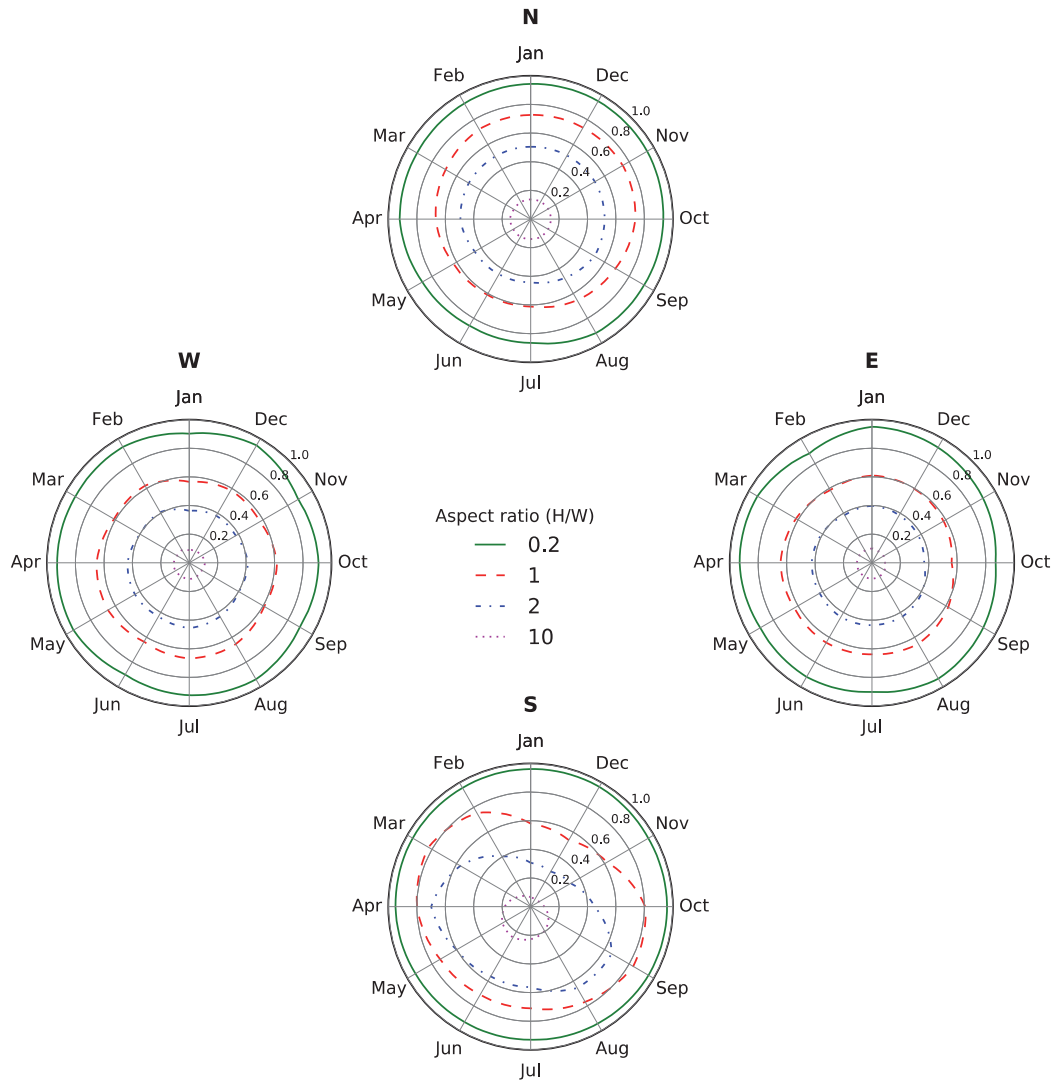 N
Jan
Feb
Dec
Mar
Nov
Apr
Oct
May
Sep
Jun
Aug
Jul
0.2
0.4
0.6
0.8
1.0
W
Jan
Feb
Dec
Mar
Nov
Apr
Oct
May
Sep
Jun
Aug
Jul
0.2
0.4
0.6
0.8
1.0
Aspect ratio (H/W)
0.2
1
2
10
E
Jan
Feb
Dec
Mar
Nov
Apr
Oct
May
Sep
Jun
Aug
Jul
0.2
0.4
0.6
0.8
1.0
S
Jan
Feb
Dec
Mar
Nov
Apr
Oct
May
Sep
Jun
Aug
Jul
0.2
0.4
0.6
0.8
1.0